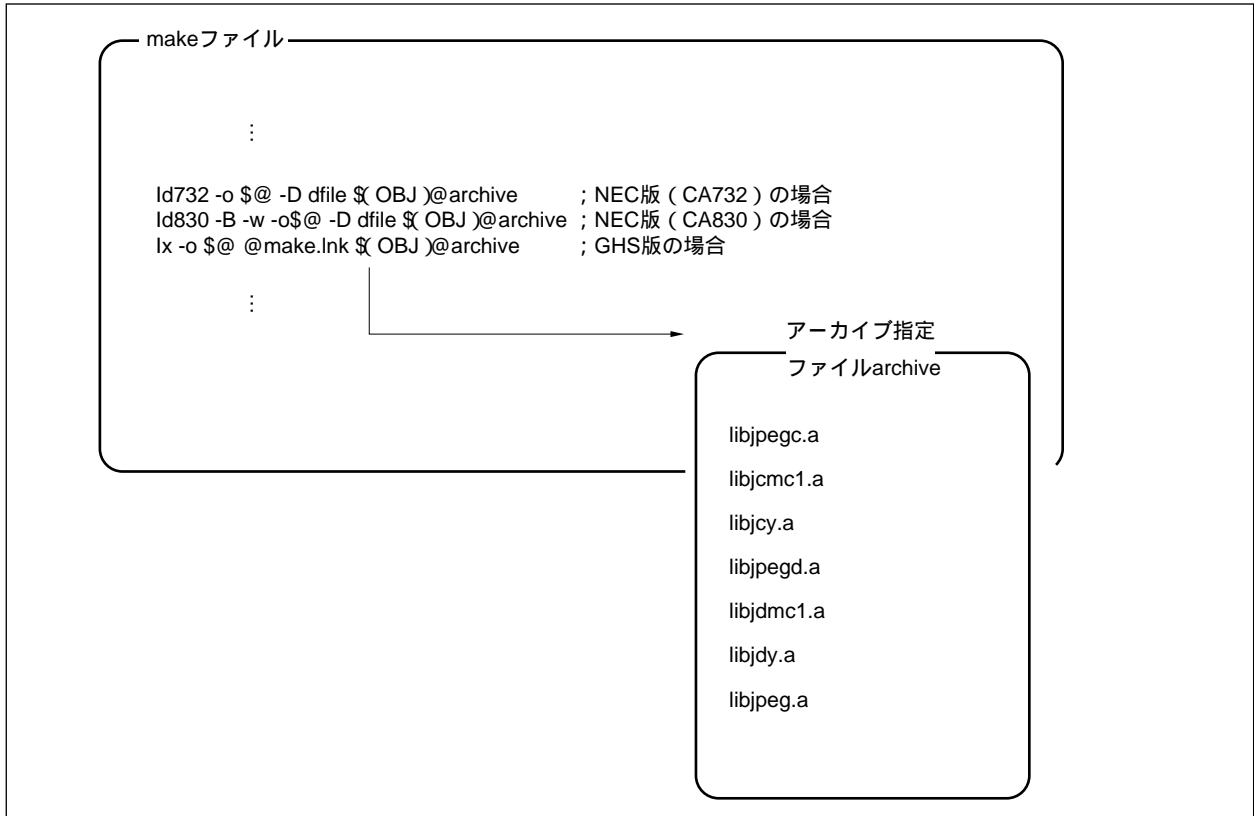 makeファイル
⋮
ld732 -o $@ -D dfile $( OBJ )@archive ；NEC版（CA732）の場合
ld830 -B -w -o$@ -D dfile $( OBJ )@archive ；NEC版（CA830）の場合
lx -o $@ @make.lnk $( OBJ )@archive ；GHS版の場合
⋮
アーカイブ指定
ファイルarchive
libjpegc.a
libjcmc1.a
libjcy.a
libjpegd.a
libjdmc1.a
libjdy.a
libjpeg.a